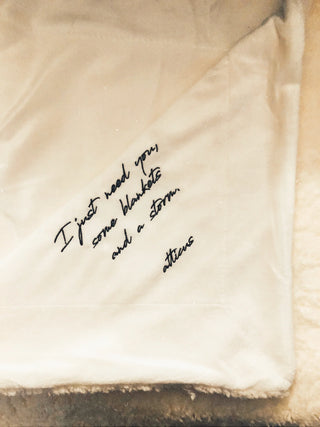 I just need you,
some blankets
and a storm.
atticus